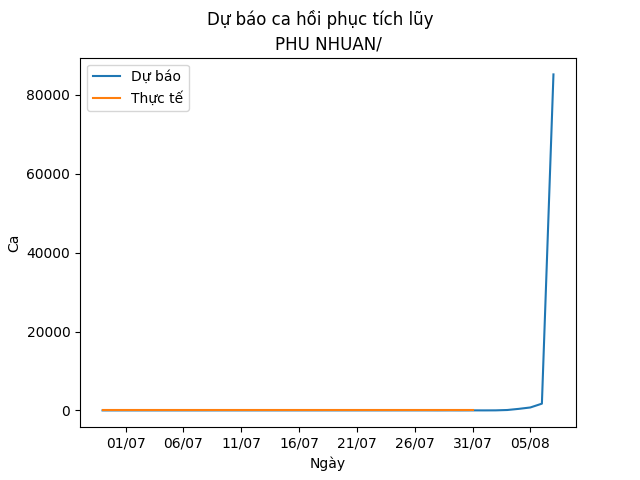 Dự báo ca hồi phục tích lũy
PHU NHUAN/
Dự báo
Thực tế
80000
60000
40000
20000
0
Ca
01/07 06/07 11/07 16/07 21/07 26/07 31/07 05/08
Ngày